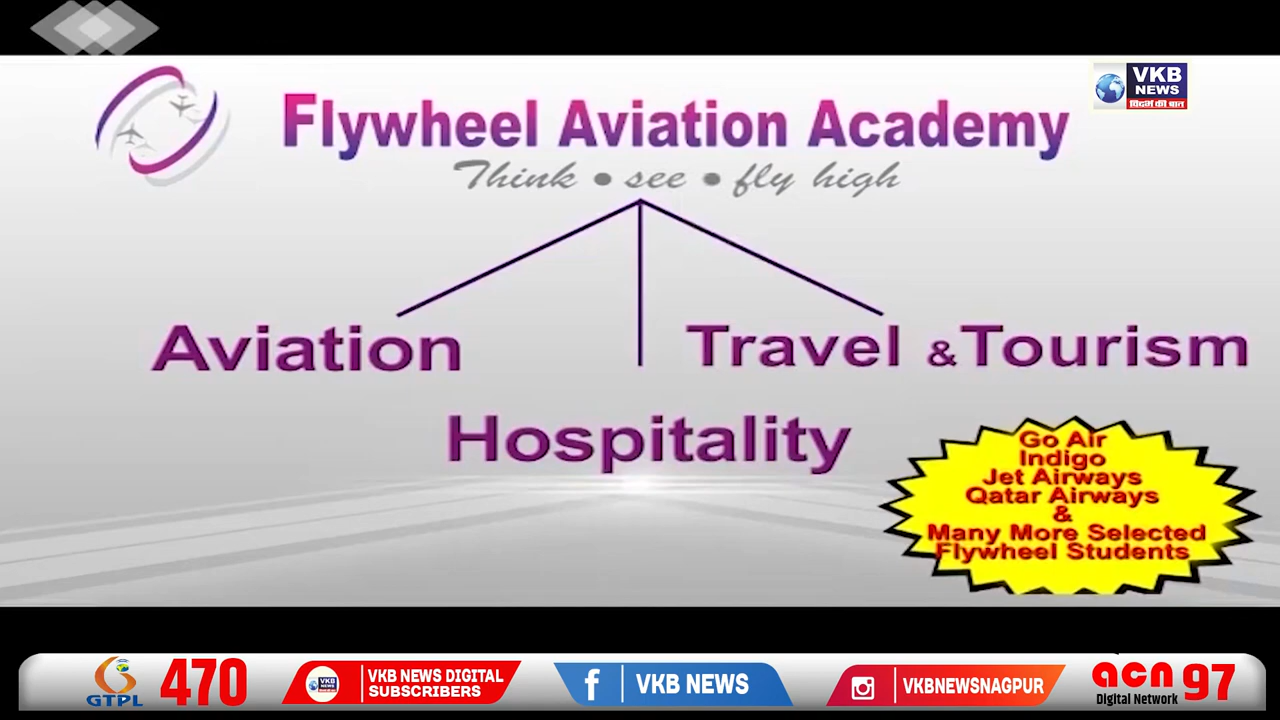 VKB
NEWS
विदर्भ की बात
Flywheel Aviation Academy
Think • see • fly high
Aviation
Travel & Tourism
Hospitality
Go Air
Indigo
Jet Airways
Qatar Airways
&
Many More Selected
Flywheel Students
GTPL
470
VKB NEWS
VKB NEWS DIGITAL
SUBSCRIBERS
f VKB NEWS
VKBNEWSNAGPUR
acn 97
Digital Network